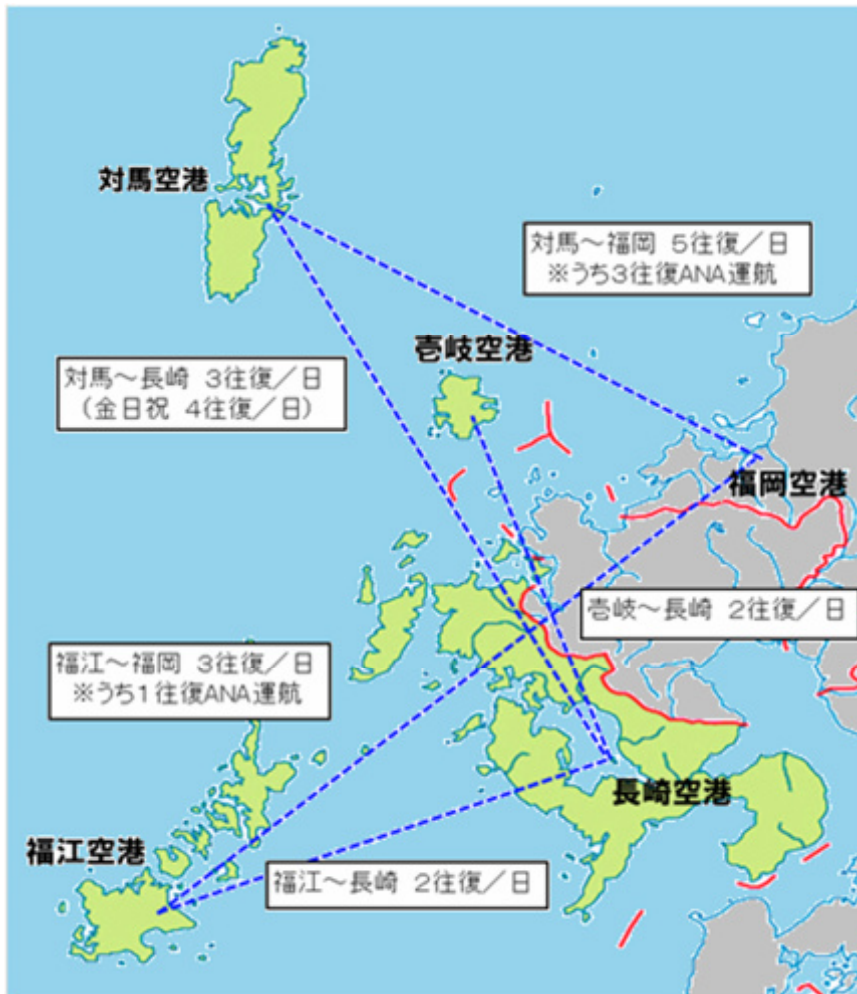 対馬空港
対馬～福岡 5往復／日
※うち3往復ANA運航
壱岐空港
対馬～長崎 3往復／日
（金日祝 4往復／日）
福岡空港
壱岐～長崎 2往復／日
福江～福岡 3往復／日
※うち1往復ANA運航
長崎空港
福江空港
福江～長崎 2往復／日